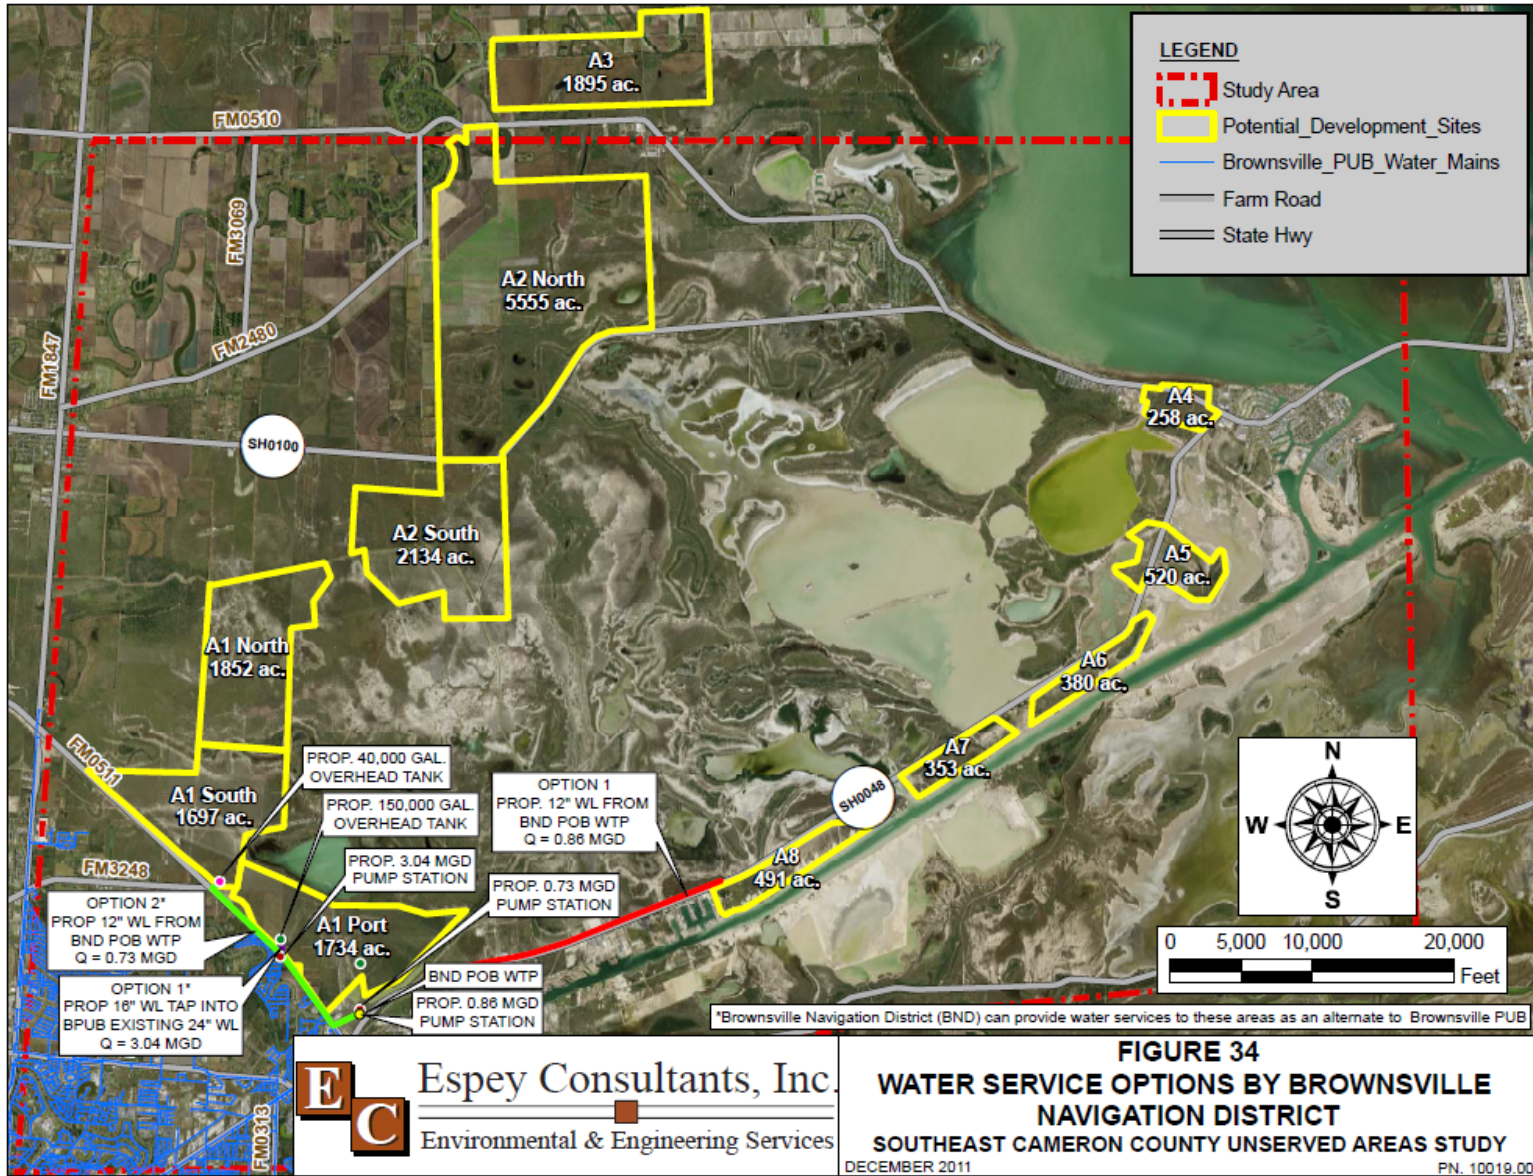 LEGEND
Study Area
Potential_Development_Sites
Brownsville_PUB_Water_Mains
Farm Road
State Hwy
A3
1895 ac.
FM0510
FM3069
A2 North
5555 ac.
FM2480
FM1847
SH0100
A4
258 ac.
A2 South
2134 ac.
A5
520 ac.
A1 North
1852 ac.
A6
380 ac.
FM0511
A7
353 ac.
SH0048
A1 South
1697 ac.
PROP. 40,000 GAL.
OVERHEAD TANK
PROP. 150,000 GAL.
OVERHEAD TANK
OPTION 1
PROP. 12" WL FROM
BND POB WTP
Q = 0.86 MGD
PROP. 3.04 MGD
PUMP STATION
A8
491 ac.
FM3248
PROP. 0.73 MGD
PUMP STATION
OPTION 2*
PROP 12" WL FROM
BND POB WTP
Q = 0.73 MGD
A1 Port
1734 ac.
BND POB WTP
OPTION 1*
PROP 16" WL TAP INTO
BPUB EXISTING 24" WL
Q = 3.04 MGD
PROP. 0.86 MGD
PUMP STATION
N
W E
S
0 5,000 10,000 20,000
Feet
*Brownsville Navigation District (BND) can provide water services to these areas as an alternate to Brownsville PUB
FM0313
E
C
Espey Consultants, Inc.
Environmental & Engineering Services
FIGURE 34
WATER SERVICE OPTIONS BY BROWNSVILLE
NAVIGATION DISTRICT
SOUTHEAST CAMERON COUNTY UNSERVED AREAS STUDY
DECEMBER 2011
PN. 10019.00